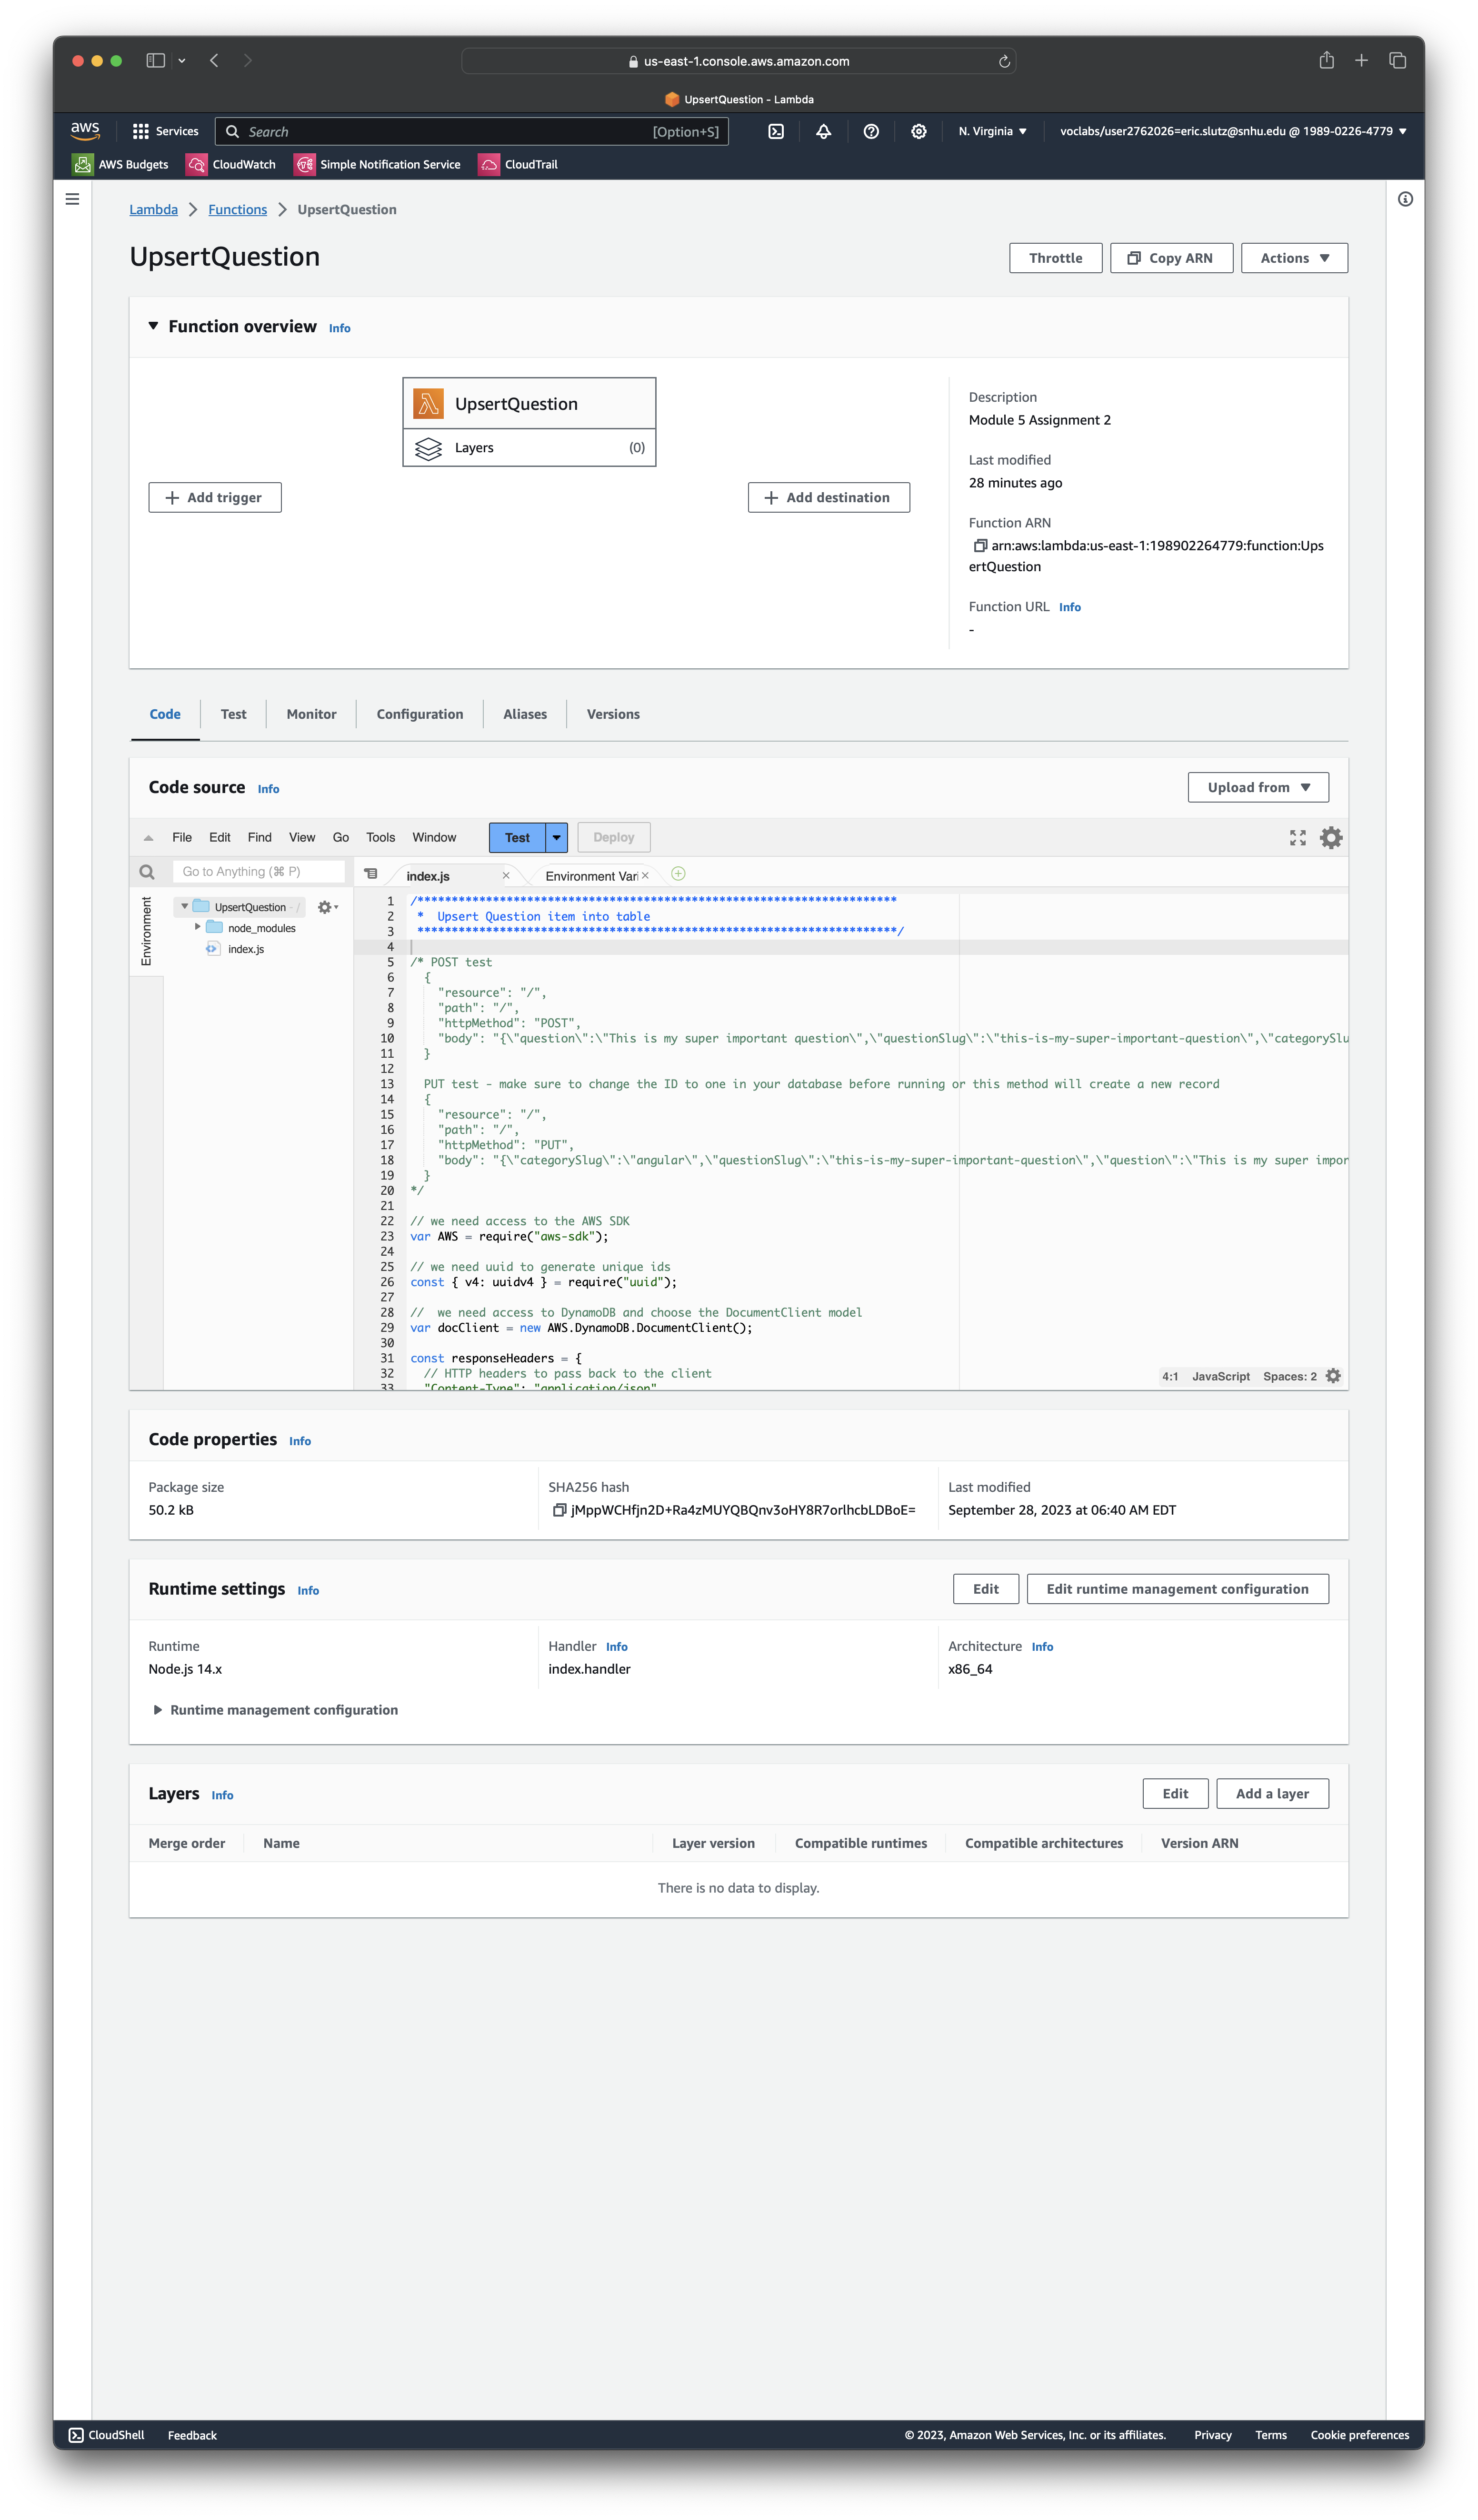 us-east-1.console.aws.amazon.com
UpsertQuestion - Lambda
aws Services Search [Option+S] N. Virginia voclabs/user2762026=eric.slutz@snhu.edu @ 1989-0226-4779
AWS Budgets CloudWatch Simple Notification Service CloudTrail
Lambda Functions UpsertQuestion
UpsertQuestion
Throttle Copy ARN Actions
Function overview Info
UpsertQuestion
Layers (0)
Add trigger
Add destination
Description
Module 5 Assignment 2
Last modified
28 minutes ago
Function ARN
arn:aws:lambda:us-east-1:198902264779:function:Ups
ertQuestion
Function URL Info
-
Code Test Monitor Configuration Aliases Versions
Code source Info
Upload from
File Edit Find View Go Tools Window Test Deploy
Go to Anything (⌘ P)
index.js Environment Vari
Environment
UpsertQuestion - /
node_modules
index.js
1 /**********************************************************************
2 *  Upsert Question item into table
3 **********************************************************************/
4
5 /* POST test
6 {
7 "resource": "/",
8 "path": "/",
9 "httpMethod": "POST",
10 "body": "{\"question\":\"This is my super important question\",\"questionSlug\":\"this-is-my-super-important-question\",\"categorySlu
11 }
12
13 PUT test - make sure to change the ID to one in your database before running or this method will create a new record
14 {
15 "resource": "/",
16 "path": "/",
17 "httpMethod": "PUT",
18 "body": "{\"categorySlug\":\"angular\",\"questionSlug\":\"this-is-my-super-important-question\",\"question\":\"This is my super impor
19 }
20 */
21
22 // we need access to the AWS SDK
23 var AWS = require("aws-sdk");
24
25 // we need uuid to generate unique ids
26 const { v4: uuidv4 } = require("uuid");
27
28 //  we need access to DynamoDB and choose the DocumentClient model
29 var docClient = new AWS.DynamoDB.DocumentClient();
30
31 const responseHeaders = {
32 // HTTP headers to pass back to the client
33 "Content-Type": "application/json"
4:1 JavaScript Spaces: 2
Code properties Info
Package size
50.2 kB
SHA256 hash
jMppWCHfjn2D+Ra4zMUYQBQnv3oHY8R7orlhcbLDBoE=
Last modified
September 28, 2023 at 06:40 AM EDT
Runtime settings Info
Edit Edit runtime management configuration
Runtime
Node.js 14.x
Handler Info
index.handler
Architecture Info
x86_64
Runtime management configuration
Layers Info
Edit Add a layer
Merge order Name Layer version Compatible runtimes Compatible architectures Version ARN
There is no data to display.
CloudShell Feedback © 2023, Amazon Web Services, Inc. or its affiliates. Privacy Terms Cookie preferences